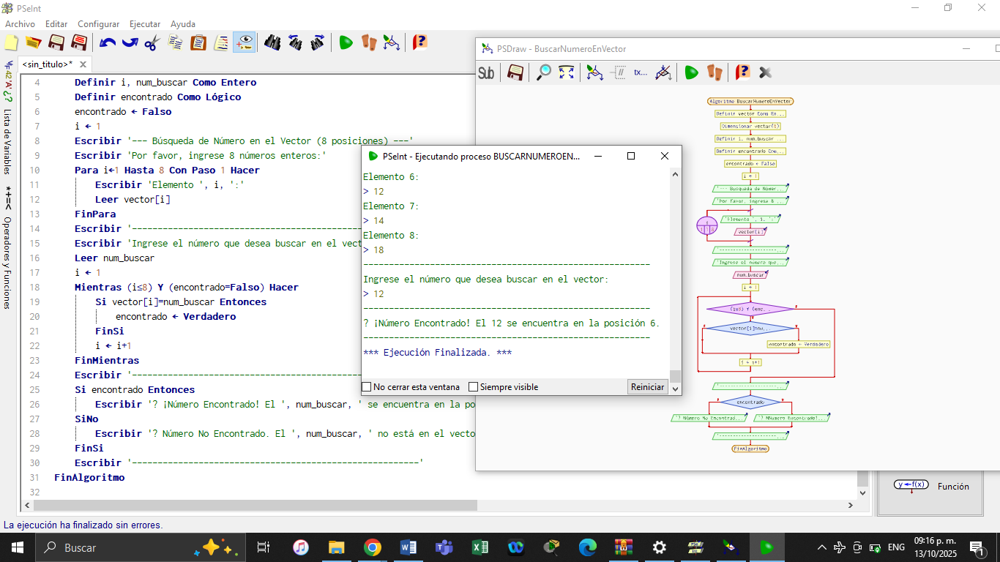 PSeInt
Archivo Editar Configurar Ejecutar Ayuda
<sin_titulo>*
Lista de Variables
Operadores y Funciones
4 Definir i, num_buscar Como Entero
5 Definir encontrado Como Lógico
6 encontrado ← Falso
7 i ← 1
8 Escribir '--- Búsqueda de Número en el Vector (8 posiciones) ---'
9 Escribir 'Por favor, ingrese 8 números enteros:'
10 Para i←1 Hasta 8 Con Paso 1 Hacer
11 Escribir 'Elemento ', i, ':'
12 Leer vector[i]
13 FinPara
14 Escribir '---------------------------------------------
15 Escribir 'Ingrese el número que desea buscar en el vect
16 Leer num_buscar
17 i ← 1
18 Mientras (i≤8) Y (encontrado=Falso) Hacer
19 Si vector[i]=num_buscar Entonces
20 encontrado ← Verdadero
21 FinSi
22 i ← i+1
23 FinMientras
24 Escribir '---------------------------------------------
25 Si encontrado Entonces
26 Escribir '? ¡Número Encontrado! El ', num_buscar, ' se encuentra en la po
27 SiNo
28 Escribir '? Número No Encontrado. El ', num_buscar, ' no está en el vecto
29 FinSi
30 Escribir '--------------------------------------------------------'
31 FinAlgoritmo
32
La ejecución ha finalizado sin errores.
PSeInt - Ejecutando proceso BUSCARNUMEROEN...
Elemento 6:
> 12
Elemento 7:
> 14
Elemento 8:
> 18
--------------------------------------------------------
Ingrese el número que desea buscar en el vector:
> 12
--------------------------------------------------------
? ¡Número Encontrado! El 12 se encuentra en la posición 6.
--------------------------------------------------------
*** Ejecución Finalizada. ***
No cerrar esta ventana Siempre visible Reiniciar
PSDraw - BuscarNumeroEnVector
Sub
tx...
Algoritmo BuscarNumeroEnVector
Definir vector Como En...
Dimensionar vector(8)
Definir i, num_buscar ...
Definir encontrado Com...
encontrado ← Falso
i ← 1
'--- Búsqueda de Númer...
'Por favor, ingrese 8 ...
'Elemento ', i, ':'
vector[i]
'----------------------...
'Ingrese el número que...
num_buscar
i ← 1
(i≤8) Y (enc...
vector[i]=nu...
encontrado ← Verdadero
i ← i+1
'----------------------...
encontrado
'? Número No Encontrad...
'? ¡Número Encontrado!...
'----------------------...
FinAlgoritmo
y←f(x) Función
Buscar
ENG
09:16 p. m.
13/10/2025
1